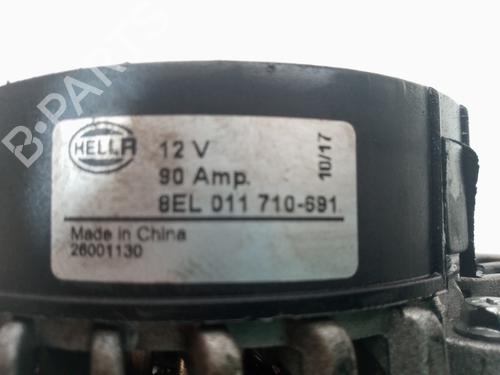 HELLA
12 V
90 Amp.
8EL 011 710-691
10/17
Made in China
26001130
B-PARTS